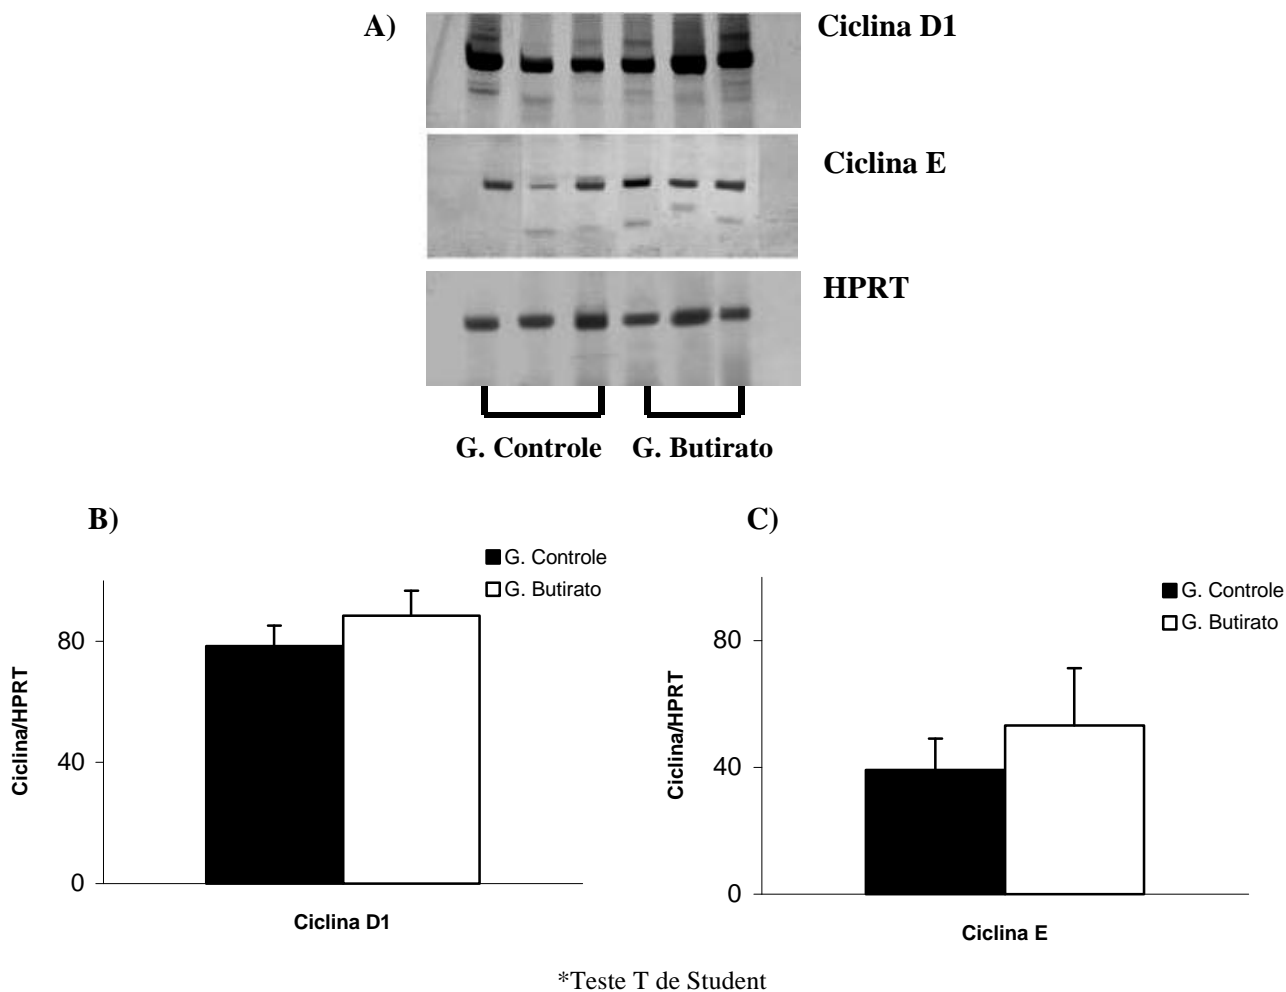 A)
Ciclina D1
Ciclina E
HPRT
G. Controle
G. Butirato
B)
G. Controle
G. Butirato
80
40
0
Ciclina/HPRT
Ciclina D1
C)
G. Controle
G. Butirato
80
40
0
Ciclina/HPRT
Ciclina E
*Teste T de Student